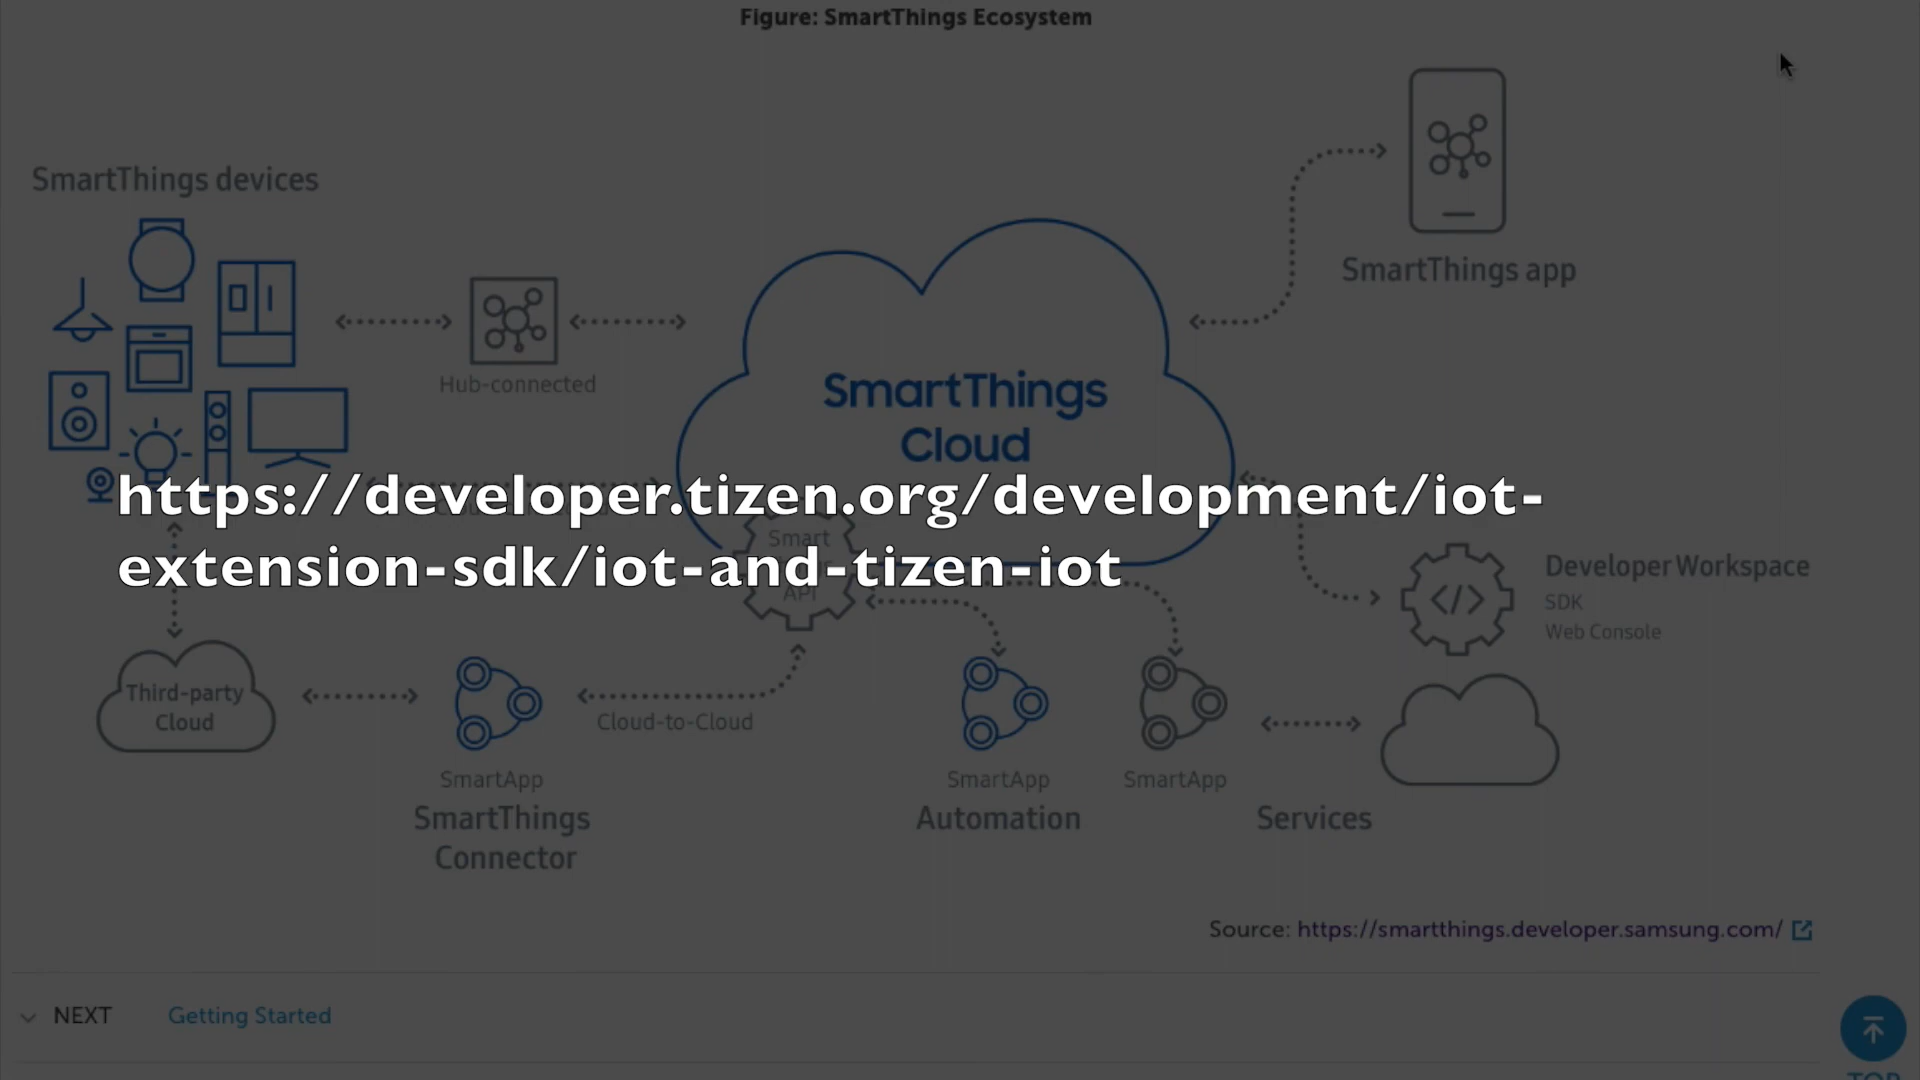 Figure: SmartThings Ecosystem
SmartThings devices
SmartThings app
Hub-connected
SmartThings
Cloud
https://developer.tizen.org/development/iot-
extension-sdk/iot-and-tizen-iot
Smart
API
Developer Workspace
SDK
Web Console
Third-party
Cloud
Cloud-to-Cloud
SmartApp
SmartThings
Connector
SmartApp
Automation
SmartApp
Services
Source: https://smartthings.developer.samsung.com/
NEXT Getting Started
TOP